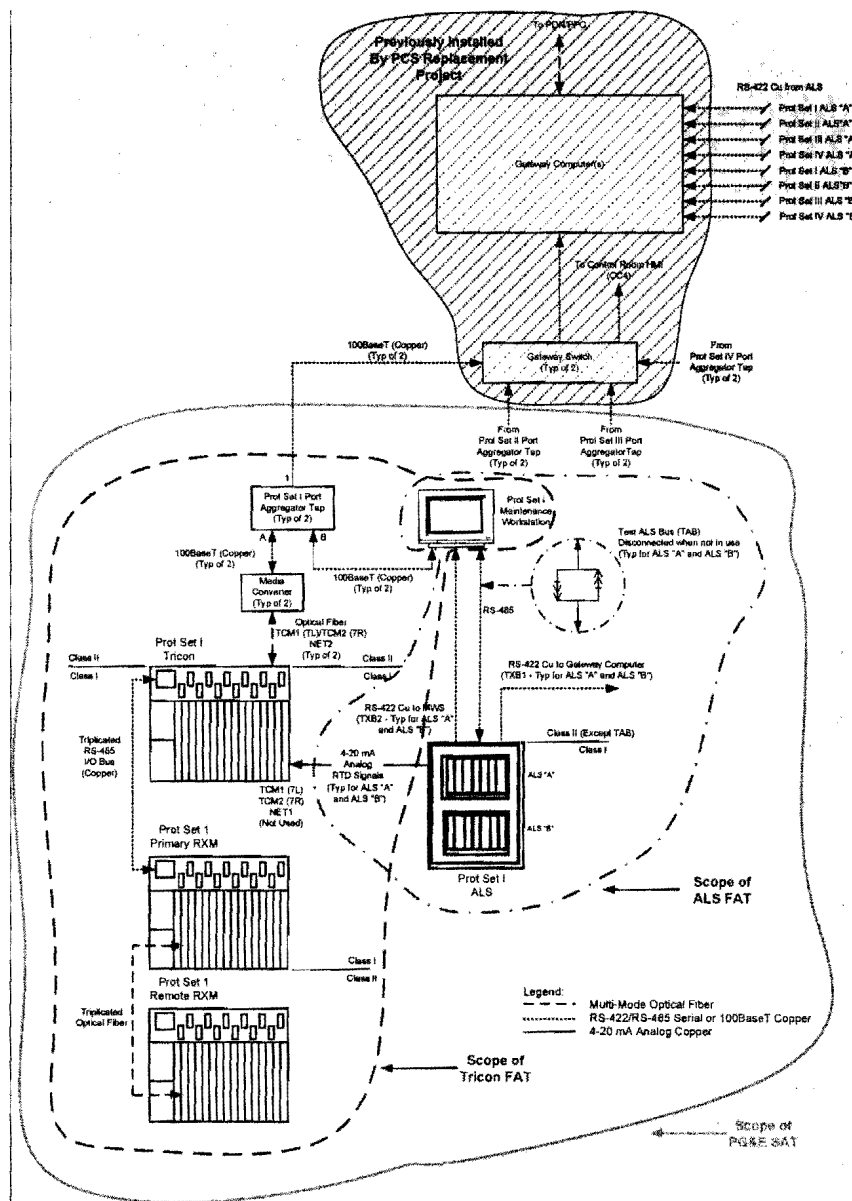 To PDN/PPC
Previously Installed
By PCS Replacement
Project
RS-422 Cu from ALS
Prot Set I ALS "A"
Prot Set II ALS "A"
Prot Set III ALS "A
Prot Set IV ALS "A
Prot Set I ALS "B"
Prot Set II ALS "B"
Prot Set III ALS "B
Prot Set IV ALS "B
Gateway Computer(s)
To Control Room HMI
(CC4)
100BaseT (Copper)
(Typ of 2)
Gateway Switch
(Typ of 2)
From
Prot Set IV Port
Aggregator Tap
(Typ of 2)
From
Prot Set II Port
Aggregator Tap
(Typ of 2)
From
Prot Set III Port
Aggregator Tap
(Typ of 2)
1
Prot Set I Port
Aggregator Tap
(Typ of 2)
A
B
Prot Set I
Maintenance
Workstation
Test ALS Bus (TAB)
Disconnected when not in use
(Typ for ALS "A" and ALS "B")
100BaseT (Copper)
(Typ of 2)
100BaseT (Copper)
(Typ of 2)
Media
Converter
(Typ of 2)
RS-485
Optical Fiber
TCM1 (7L)/TCM2 (7R)
NET2
(Typ of 2)
Prot Set I
Tricon
Class II
Class I
Class II
Class I
RS-422 Cu to Gateway Computer
(TXB1 - Typ for ALS "A" and ALS "B")
RS-422 Cu to MWS
(TXB2 - Typ for ALS "A"
and ALS "B")
Class II (Except TAB)
Class I
Triplicated
RS-485
I/O Bus
(Copper)
4-20 mA
Analog
RTD Signals
(Typ for ALS "A"
and ALS "B")
TCM1 (7L)
TCM2 (7R)
NET1
(Not Used)
ALS "A"
ALS "B"
Prot Set I
ALS
Prot Set 1
Primary RXM
Scope of
ALS FAT
Class I
Class II
Prot Set 1
Remote RXM
Triplicated
Optical Fiber
Legend:
Multi-Mode Optical Fiber
RS-422/RS-485 Serial or 100BaseT Copper
4-20 mA Analog Copper
Scope of
Tricon FAT
Scope of
PG&E SAT